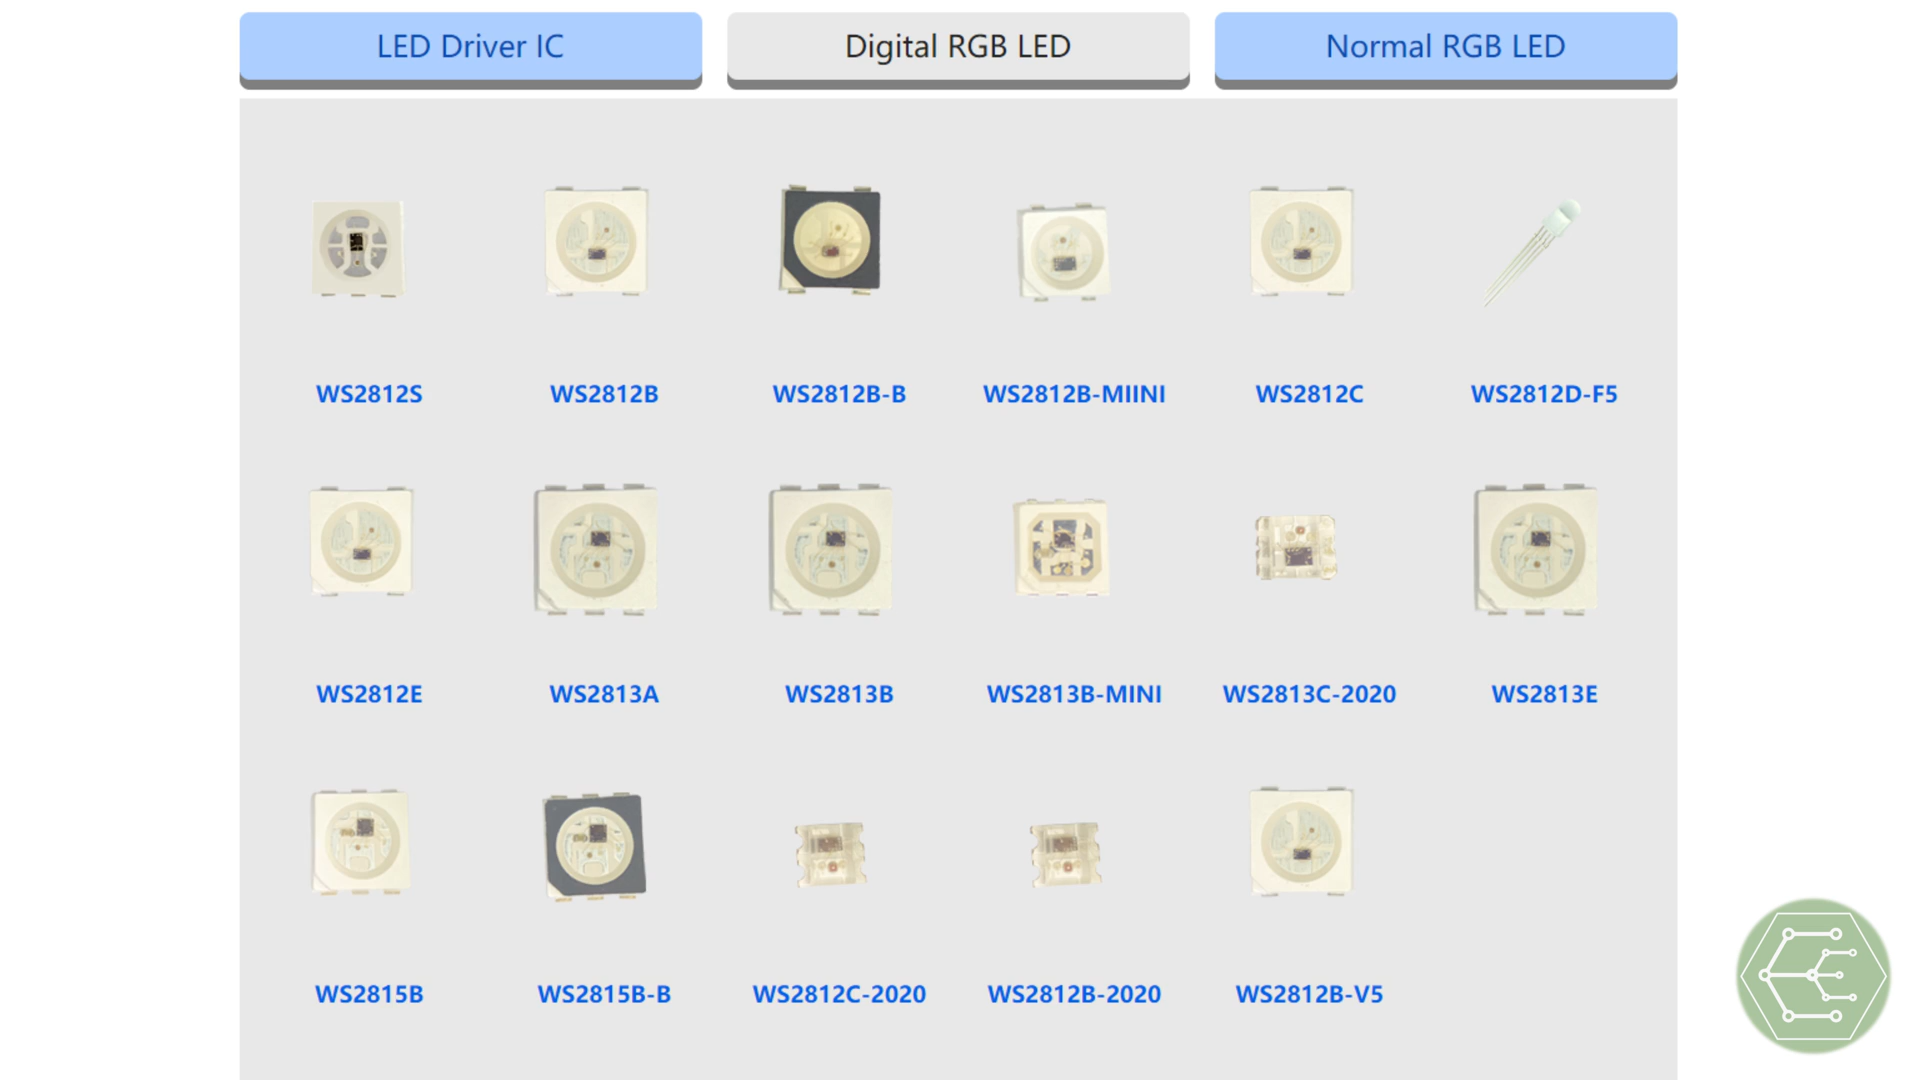 LED Driver IC
Digital RGB LED
Normal RGB LED
WS2812S
WS2812B
WS2812B-B
WS2812B-MIINI
WS2812C
WS2812D-F5
WS2812E
WS2813A
WS2813B
WS2813B-MINI
WS2813C-2020
WS2813E
WS2815B
WS2815B-B
WS2812C-2020
WS2812B-2020
WS2812B-V5